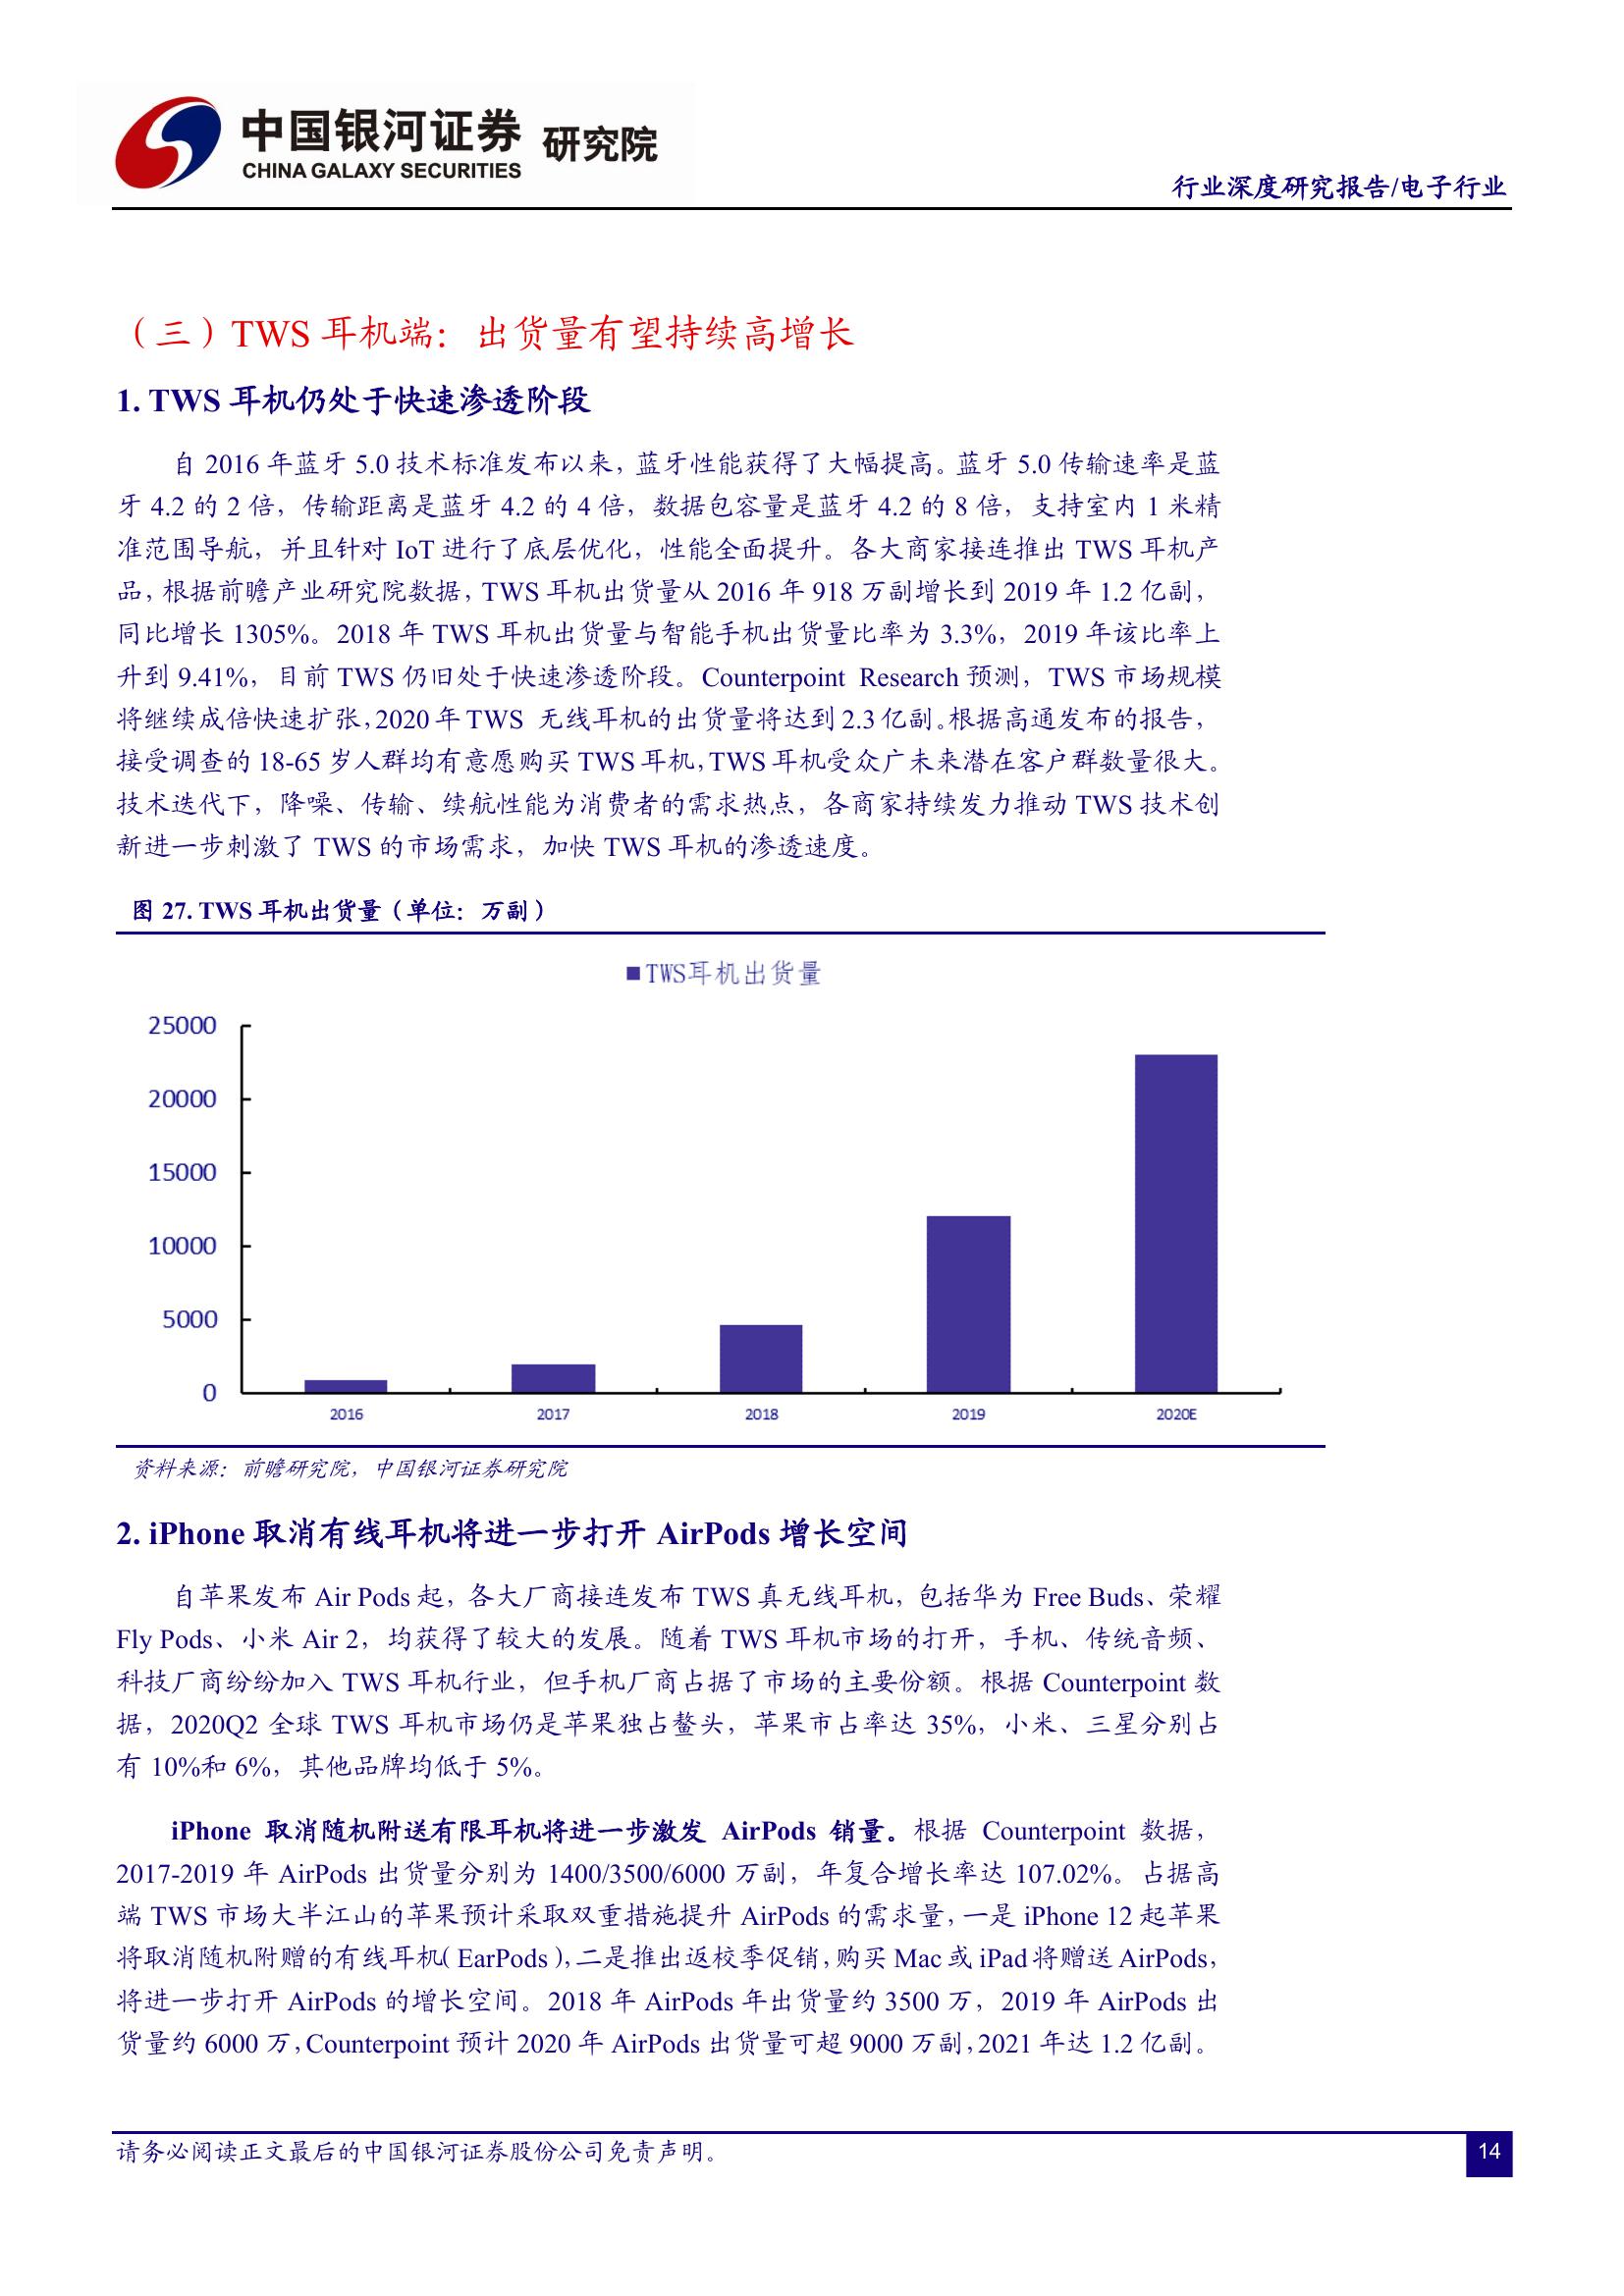 中国银河证券 研究院
CHINA GALAXY SECURITIES
行业深度研究报告/电子行业
（三）TWS 耳机端：出货量有望持续高增长
1. TWS 耳机仍处于快速渗透阶段
自 2016 年蓝牙 5.0 技术标准发布以来，蓝牙性能获得了大幅提高。蓝牙 5.0 传输速率是蓝
牙 4.2 的 2 倍，传输距离是蓝牙 4.2 的 4 倍，数据包容量是蓝牙 4.2 的 8 倍，支持室内 1 米精
准范围导航，并且针对 IoT 进行了底层优化，性能全面提升。各大商家接连推出 TWS 耳机产
品，根据前瞻产业研究院数据，TWS 耳机出货量从 2016 年 918 万副增长到 2019 年 1.2 亿副，
同比增长 1305%。2018 年 TWS 耳机出货量与智能手机出货量比率为 3.3%，2019 年该比率上
升到 9.41%，目前 TWS 仍旧处于快速渗透阶段。Counterpoint Research 预测，TWS 市场规模
将继续成倍快速扩张，2020 年 TWS 无线耳机的出货量将达到 2.3 亿副。根据高通发布的报告，
接受调查的 18-65 岁人群均有意愿购买 TWS 耳机，TWS 耳机受众广未来潜在客户群数量很大。
技术迭代下，降噪、传输、续航性能为消费者的需求热点，各商家持续发力推动 TWS 技术创
新进一步刺激了 TWS 的市场需求，加快 TWS 耳机的渗透速度。
图 27. TWS 耳机出货量（单位：万副）
TWS耳机出货量
25000
20000
15000
10000
5000
0
2016 2017 2018 2019 2020E
资料来源：前瞻研究院，中国银河证券研究院
2. iPhone 取消有线耳机将进一步打开 AirPods 增长空间
自苹果发布 Air Pods 起，各大厂商接连发布 TWS 真无线耳机，包括华为 Free Buds、荣耀
Fly Pods、小米 Air 2，均获得了较大的发展。随着 TWS 耳机市场的打开，手机、传统音频、
科技厂商纷纷加入 TWS 耳机行业，但手机厂商占据了市场的主要份额。根据 Counterpoint 数
据，2020Q2 全球 TWS 耳机市场仍是苹果独占鳌头，苹果市占率达 35%，小米、三星分别占
有 10%和 6%，其他品牌均低于 5%。
iPhone 取消随机附送有限耳机将进一步激发 AirPods 销量。根据 Counterpoint 数据，
2017-2019 年 AirPods 出货量分别为 1400/3500/6000 万副，年复合增长率达 107.02%。占据高
端 TWS 市场大半江山的苹果预计采取双重措施提升 AirPods 的需求量，一是 iPhone 12 起苹果
将取消随机附赠的有线耳机（EarPods），二是推出返校季促销，购买 Mac 或 iPad 将赠送 AirPods，
将进一步打开 AirPods 的增长空间。2018 年 AirPods 年出货量约 3500 万，2019 年 AirPods 出
货量约 6000 万，Counterpoint 预计 2020 年 AirPods 出货量可超 9000 万副，2021 年达 1.2 亿副。
请务必阅读正文最后的中国银河证券股份公司免责声明。
14